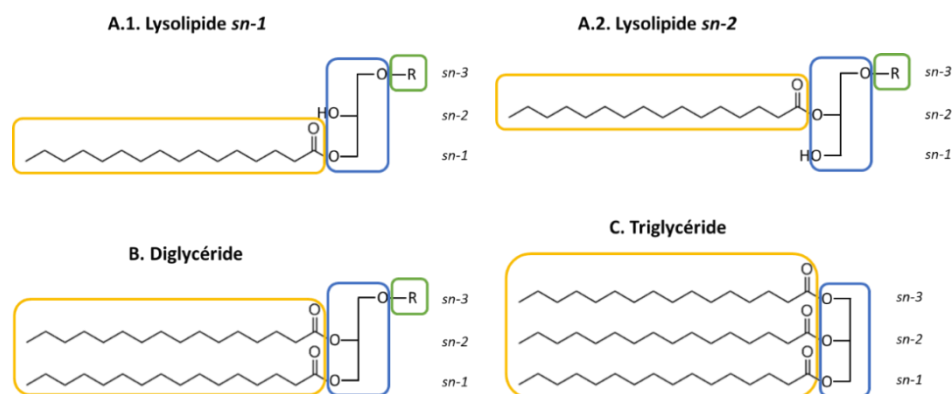 A.1. Lysolipide sn-1
A.2. Lysolipide sn-2
O R sn-3
HO sn-2
O
O sn-1
O R sn-3
O
O sn-2
HO sn-1
B. Diglycéride
C. Triglycéride
O R sn-3
O
O sn-2
O
O sn-1
O
O sn-3
O
O sn-2
O
O sn-1